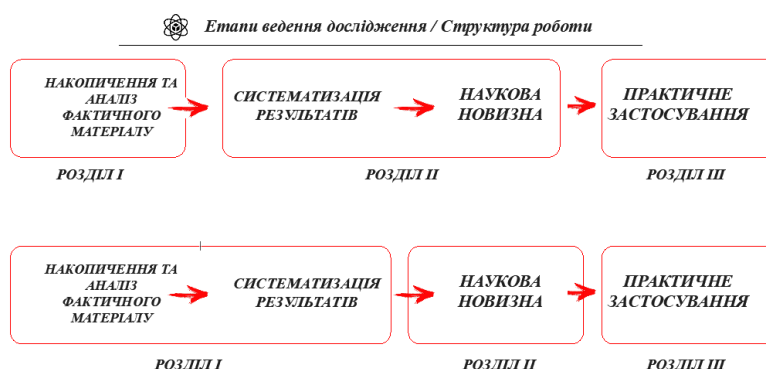 Етапи ведення дослідження / Структура роботи
НАКОПИЧЕННЯ ТА
АНАЛІЗ
ФАКТИЧНОГО
МАТЕРІАЛУ
СИСТЕМАТИЗАЦІЯ
РЕЗУЛЬТАТІВ
НАУКОВА
НОВИЗНА
ПРАКТИЧНЕ
ЗАСТОСУВАННЯ
РОЗДІЛ І
РОЗДІЛ ІІ
РОЗДІЛ ІІІ
НАКОПИЧЕННЯ ТА
АНАЛІЗ
ФАКТИЧНОГО
МАТЕРІАЛУ
СИСТЕМАТИЗАЦІЯ
РЕЗУЛЬТАТІВ
НАУКОВА
НОВИЗНА
ПРАКТИЧНЕ
ЗАСТОСУВАННЯ
РОЗДІЛ І
РОЗДІЛ ІІ
РОЗДІЛ ІІІ